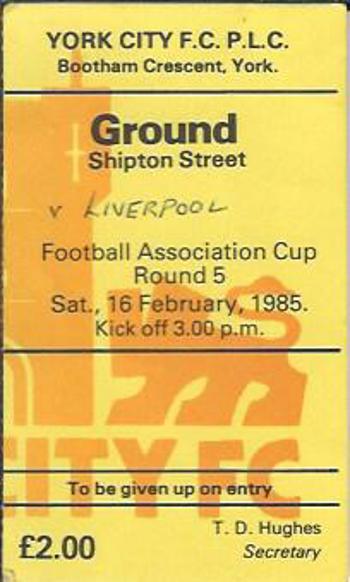 YORK CITY F.C. P.L.C.
Bootham Crescent, York.
Ground
Shipton Street
v LIVERPOOL
Football Association Cup
Round 5
Sat., 16 February, 1985.
Kick off 3.00 p.m.
CITY FC
To be given up on entry
£2.00
T. D. Hughes
Secretary